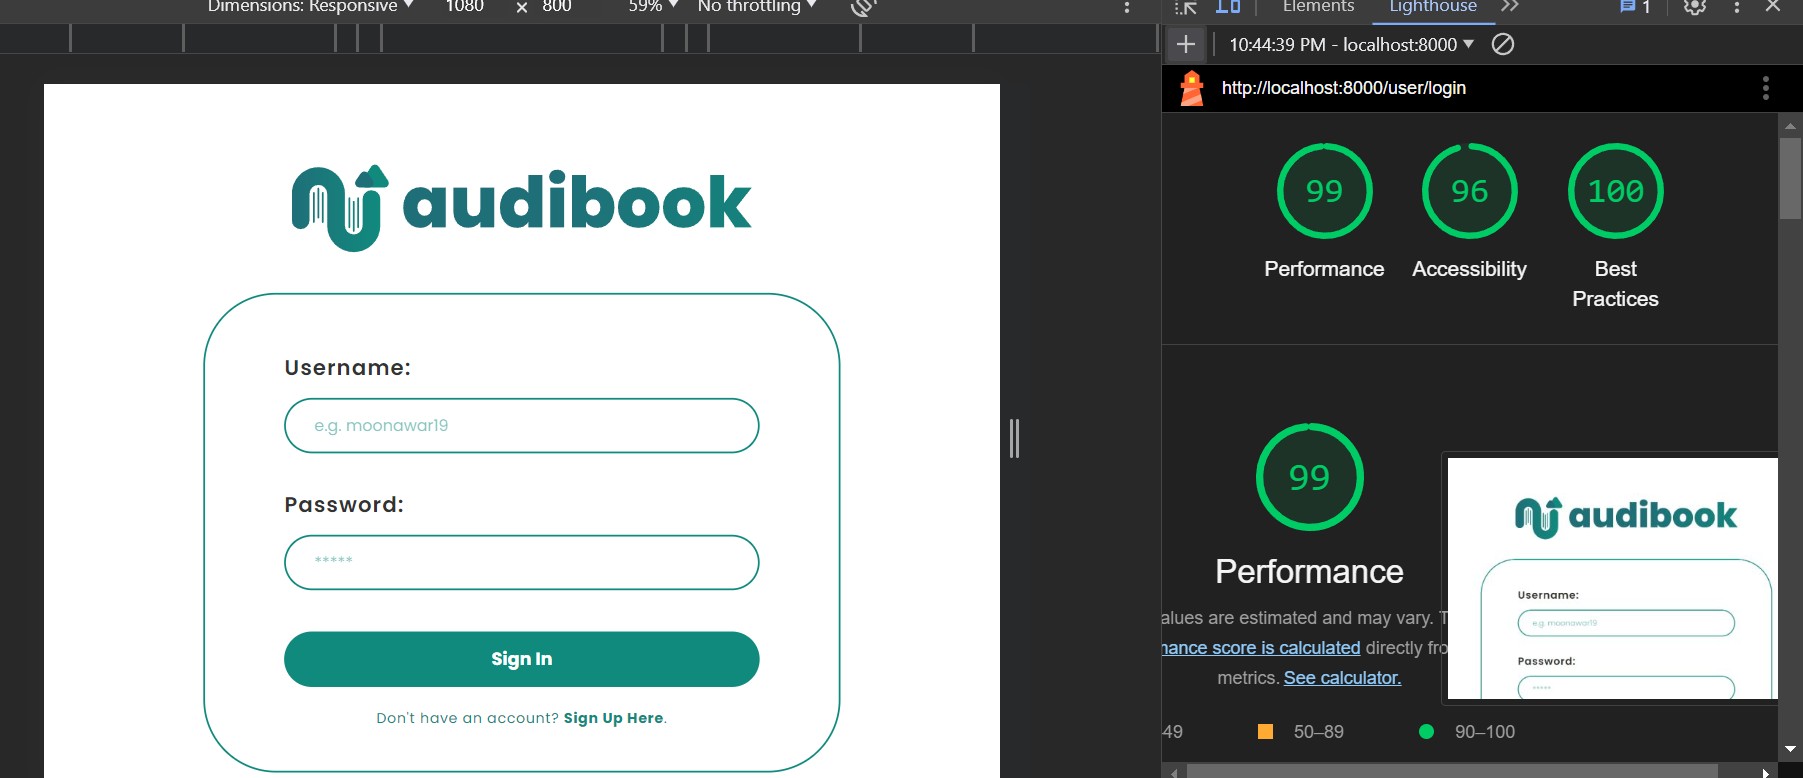 Dimensions: Responsive 1080 × 800 59% No throttling
audibook
Username:
e.g. moonawar19
Password:
*****
Sign In
Don't have an account? Sign Up Here.
Elements Lighthouse 1
10:44:39 PM - localhost:8000
http://localhost:8000/user/login
99 96 100
Performance Accessibility Best
Practices
99
Performance
alues are estimated and may vary. T
nance score is calculated directly fro
metrics. See calculator.
49 50–89 90–100
audibook
Username:
e.g. moonawar19
Password:
*****